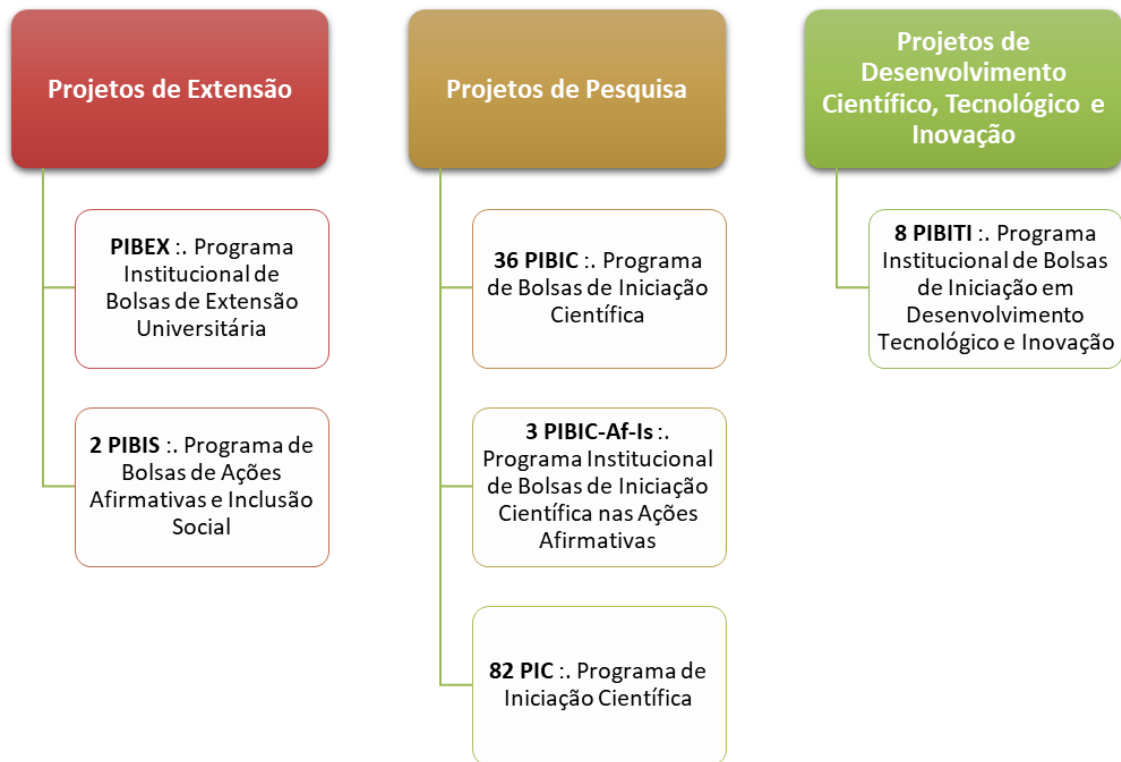 Projetos de Extensão
PIBEX :. Programa
Institucional de
Bolsas de Extensão
Universitária
2 PIBIS :. Programa de
Bolsas de Ações
Afirmativas e Inclusão
Social
Projetos de Pesquisa
36 PIBIC :. Programa
de Bolsas de Iniciação
Científica
3 PIBIC-Af-Is :.
Programa Institucional
de Bolsas de Iniciação
Científica nas Ações
Afirmativas
82 PIC :. Programa de
Iniciação Científica
Projetos de
Desenvolvimento
Científico, Tecnológico e
Inovação
8 PIBITI :. Programa
Institucional de Bolsas
de Iniciação em
Desenvolvimento
Tecnológico e Inovação